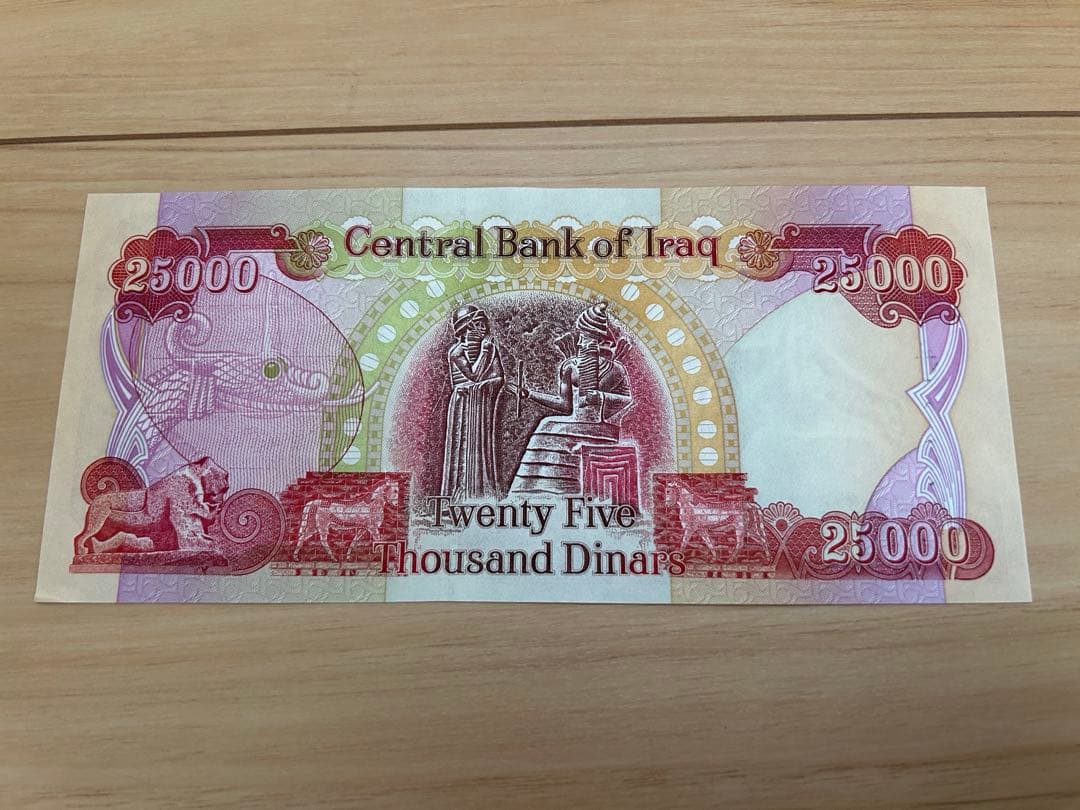 Central Bank of Iraq
25000 25000
Twenty Five
Thousand Dinars
25000